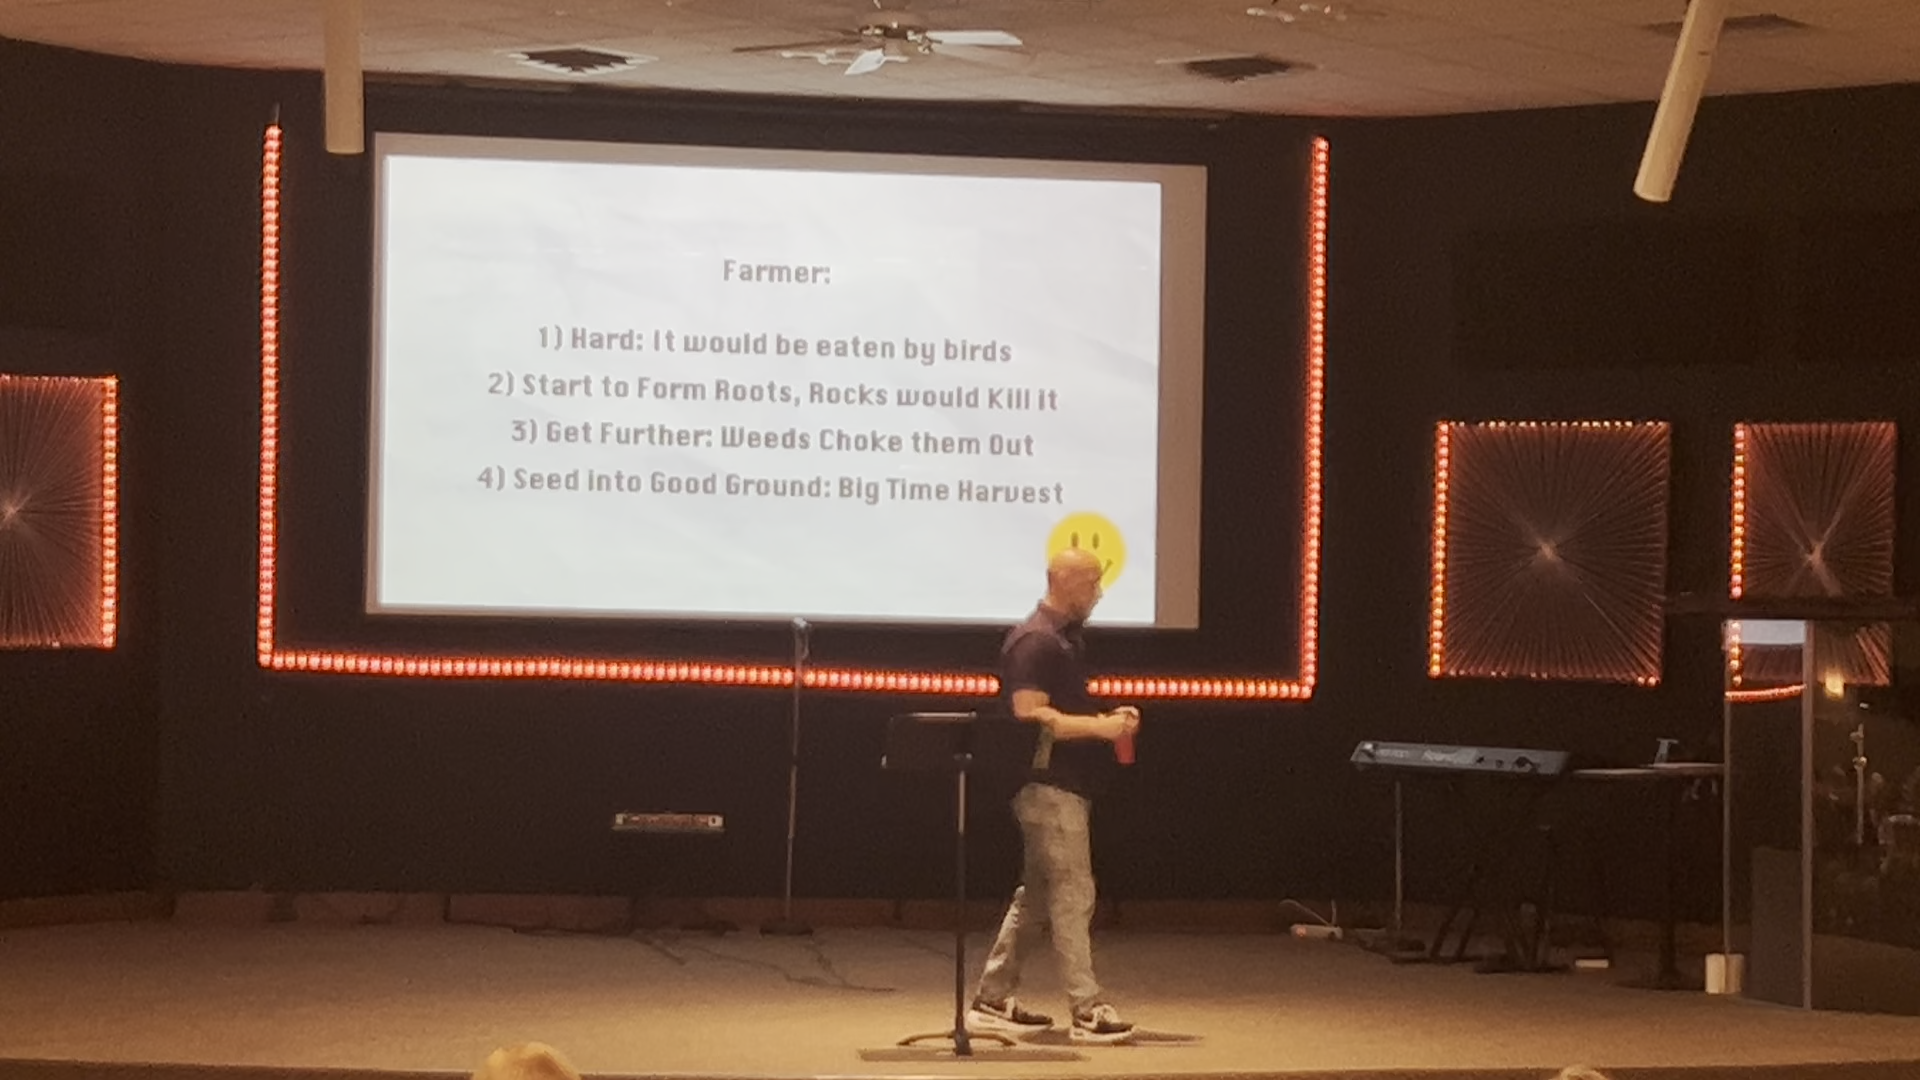 Farmer:
1) Hard: It would be eaten by birds
2) Start to Form Roots, Rocks would Kill it
3) Get Further: Weeds Choke them Out
4) Seed into Good Ground: Big Time Harvest